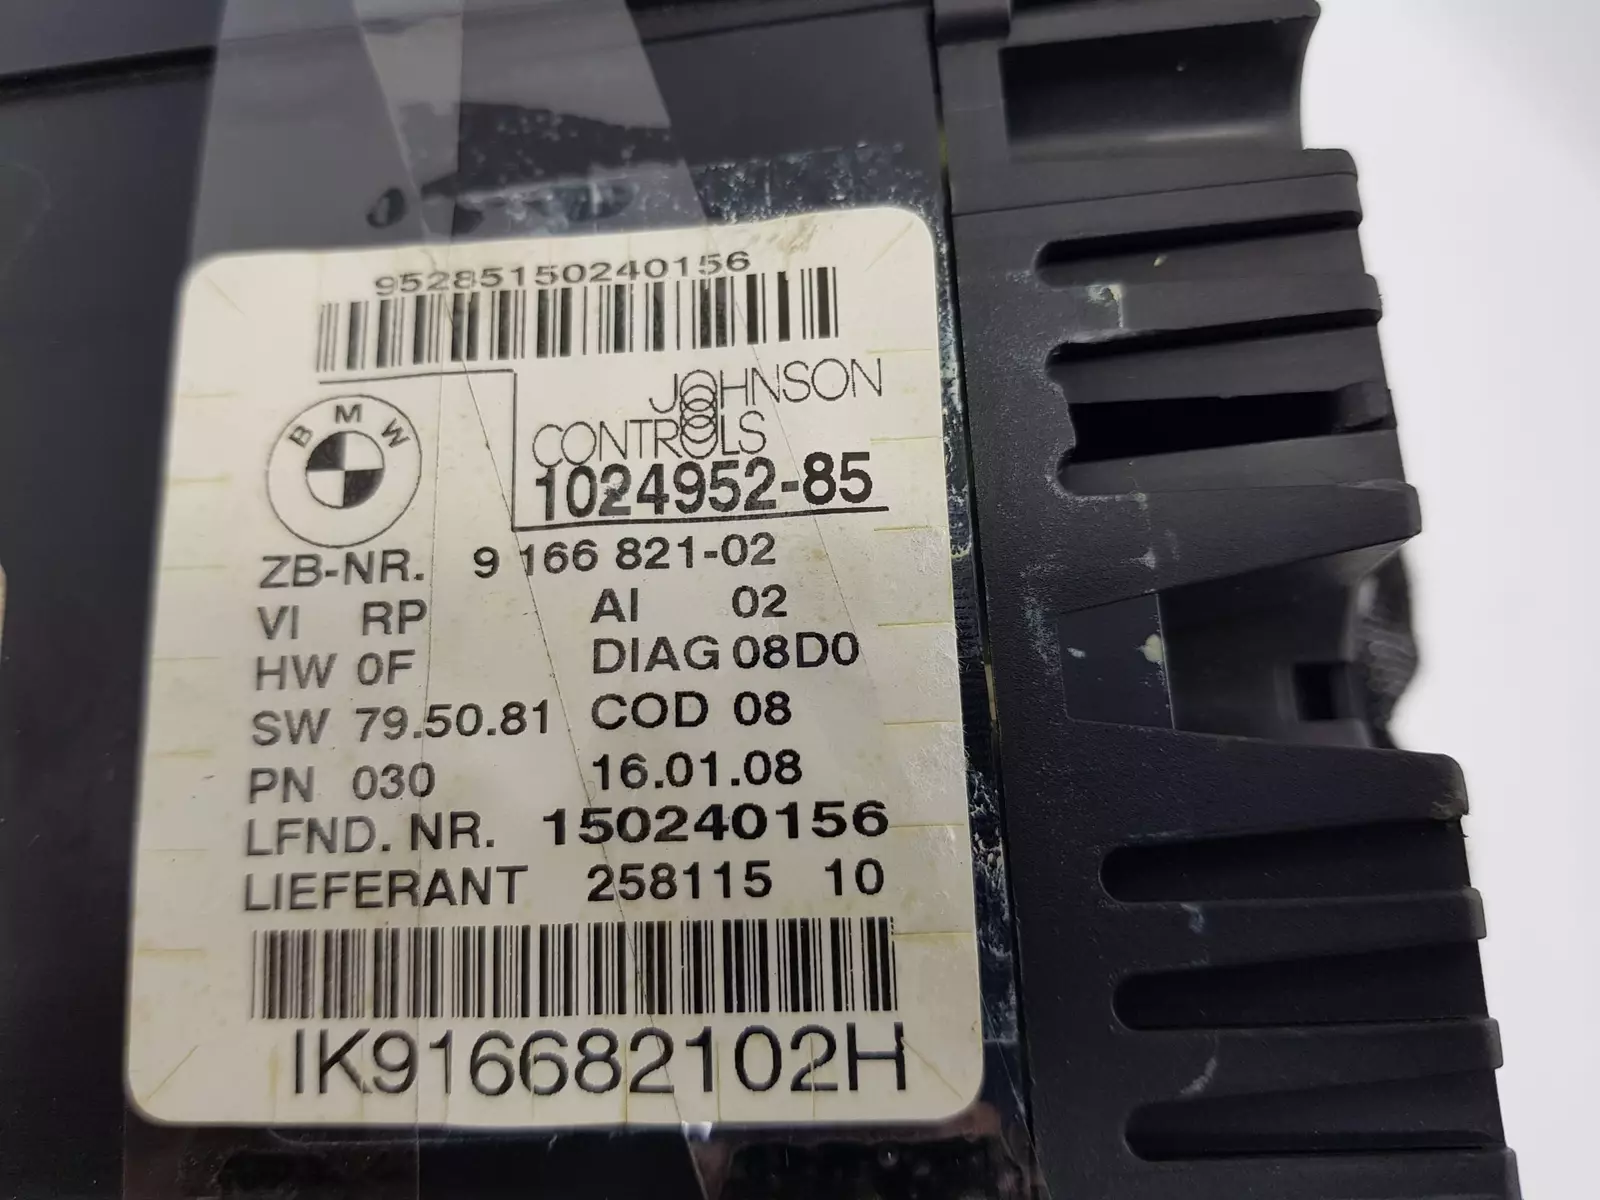 95285150240156
JOHNSON
CONTROLS
BMW
1024952-85
ZB-NR. 9 166 821-02
VI RP AI 02
HW 0F DIAG 08D0
SW 79.50.81 COD 08
PN 030 16.01.08
LFND. NR. 150240156
LIEFERANT 258115 10
IK916682102H